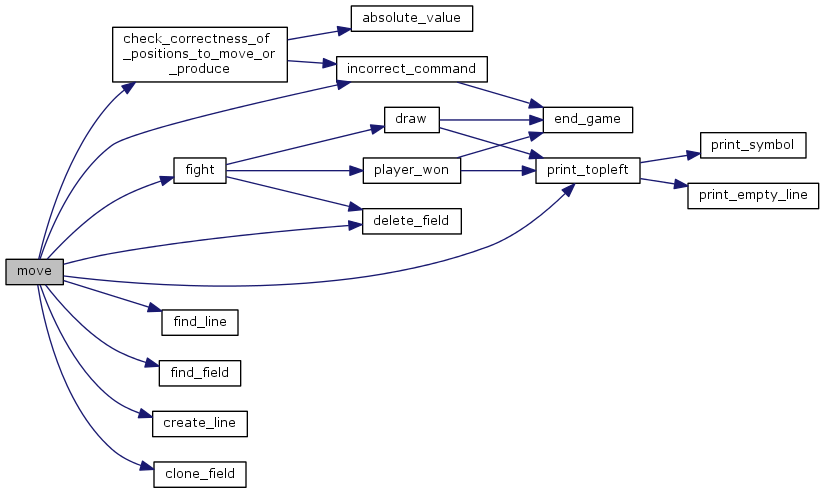 absolute_value
check_correctness_of
_positions_to_move_or
_produce
incorrect_command
draw
end_game
print_symbol
fight
player_won
print_topleft
print_empty_line
delete_field
move
find_line
find_field
create_line
clone_field